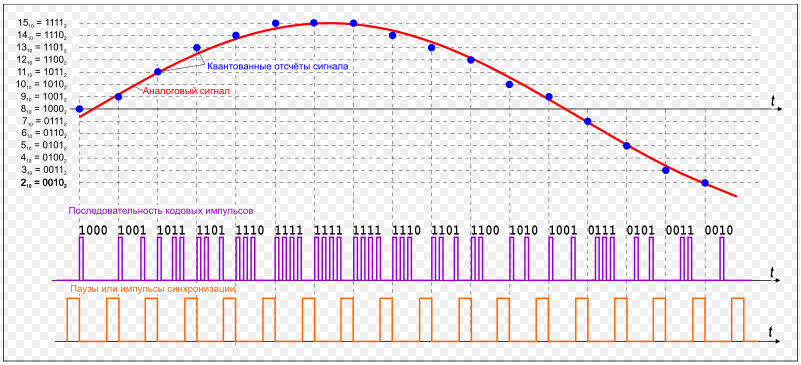 15₁₀ = 1111₂
14₁₀ = 1110₂
13₁₀ = 1101₂
12₁₀ = 1100₂
11₁₀ = 1011₂
10₁₀ = 1010₂
9₁₀ = 1001₂
8₁₀ = 1000₂
7₁₀ = 0111₂
6₁₀ = 0110₂
5₁₀ = 0101₂
4₁₀ = 0100₂
3₁₀ = 0011₂
2₁₀ = 0010₂
Квантованные отсчёты сигнала
Аналоговый сигнал
t
Последовательность кодовых импульсов
1000 1001 1011 1101 1110 1111 1111 1111 1110 1101 1100 1010 1001 0111 0101 0011 0010
t
Паузы или импульсы синхронизации
t